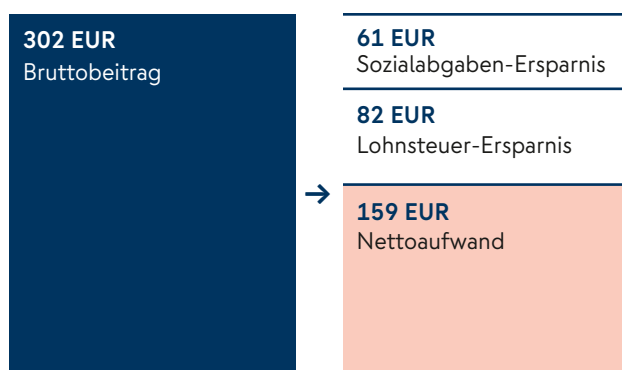 302 EUR
Bruttobeitrag
61 EUR
Sozialabgaben-Ersparnis
82 EUR
Lohnsteuer-Ersparnis
→
159 EUR
Nettoaufwand